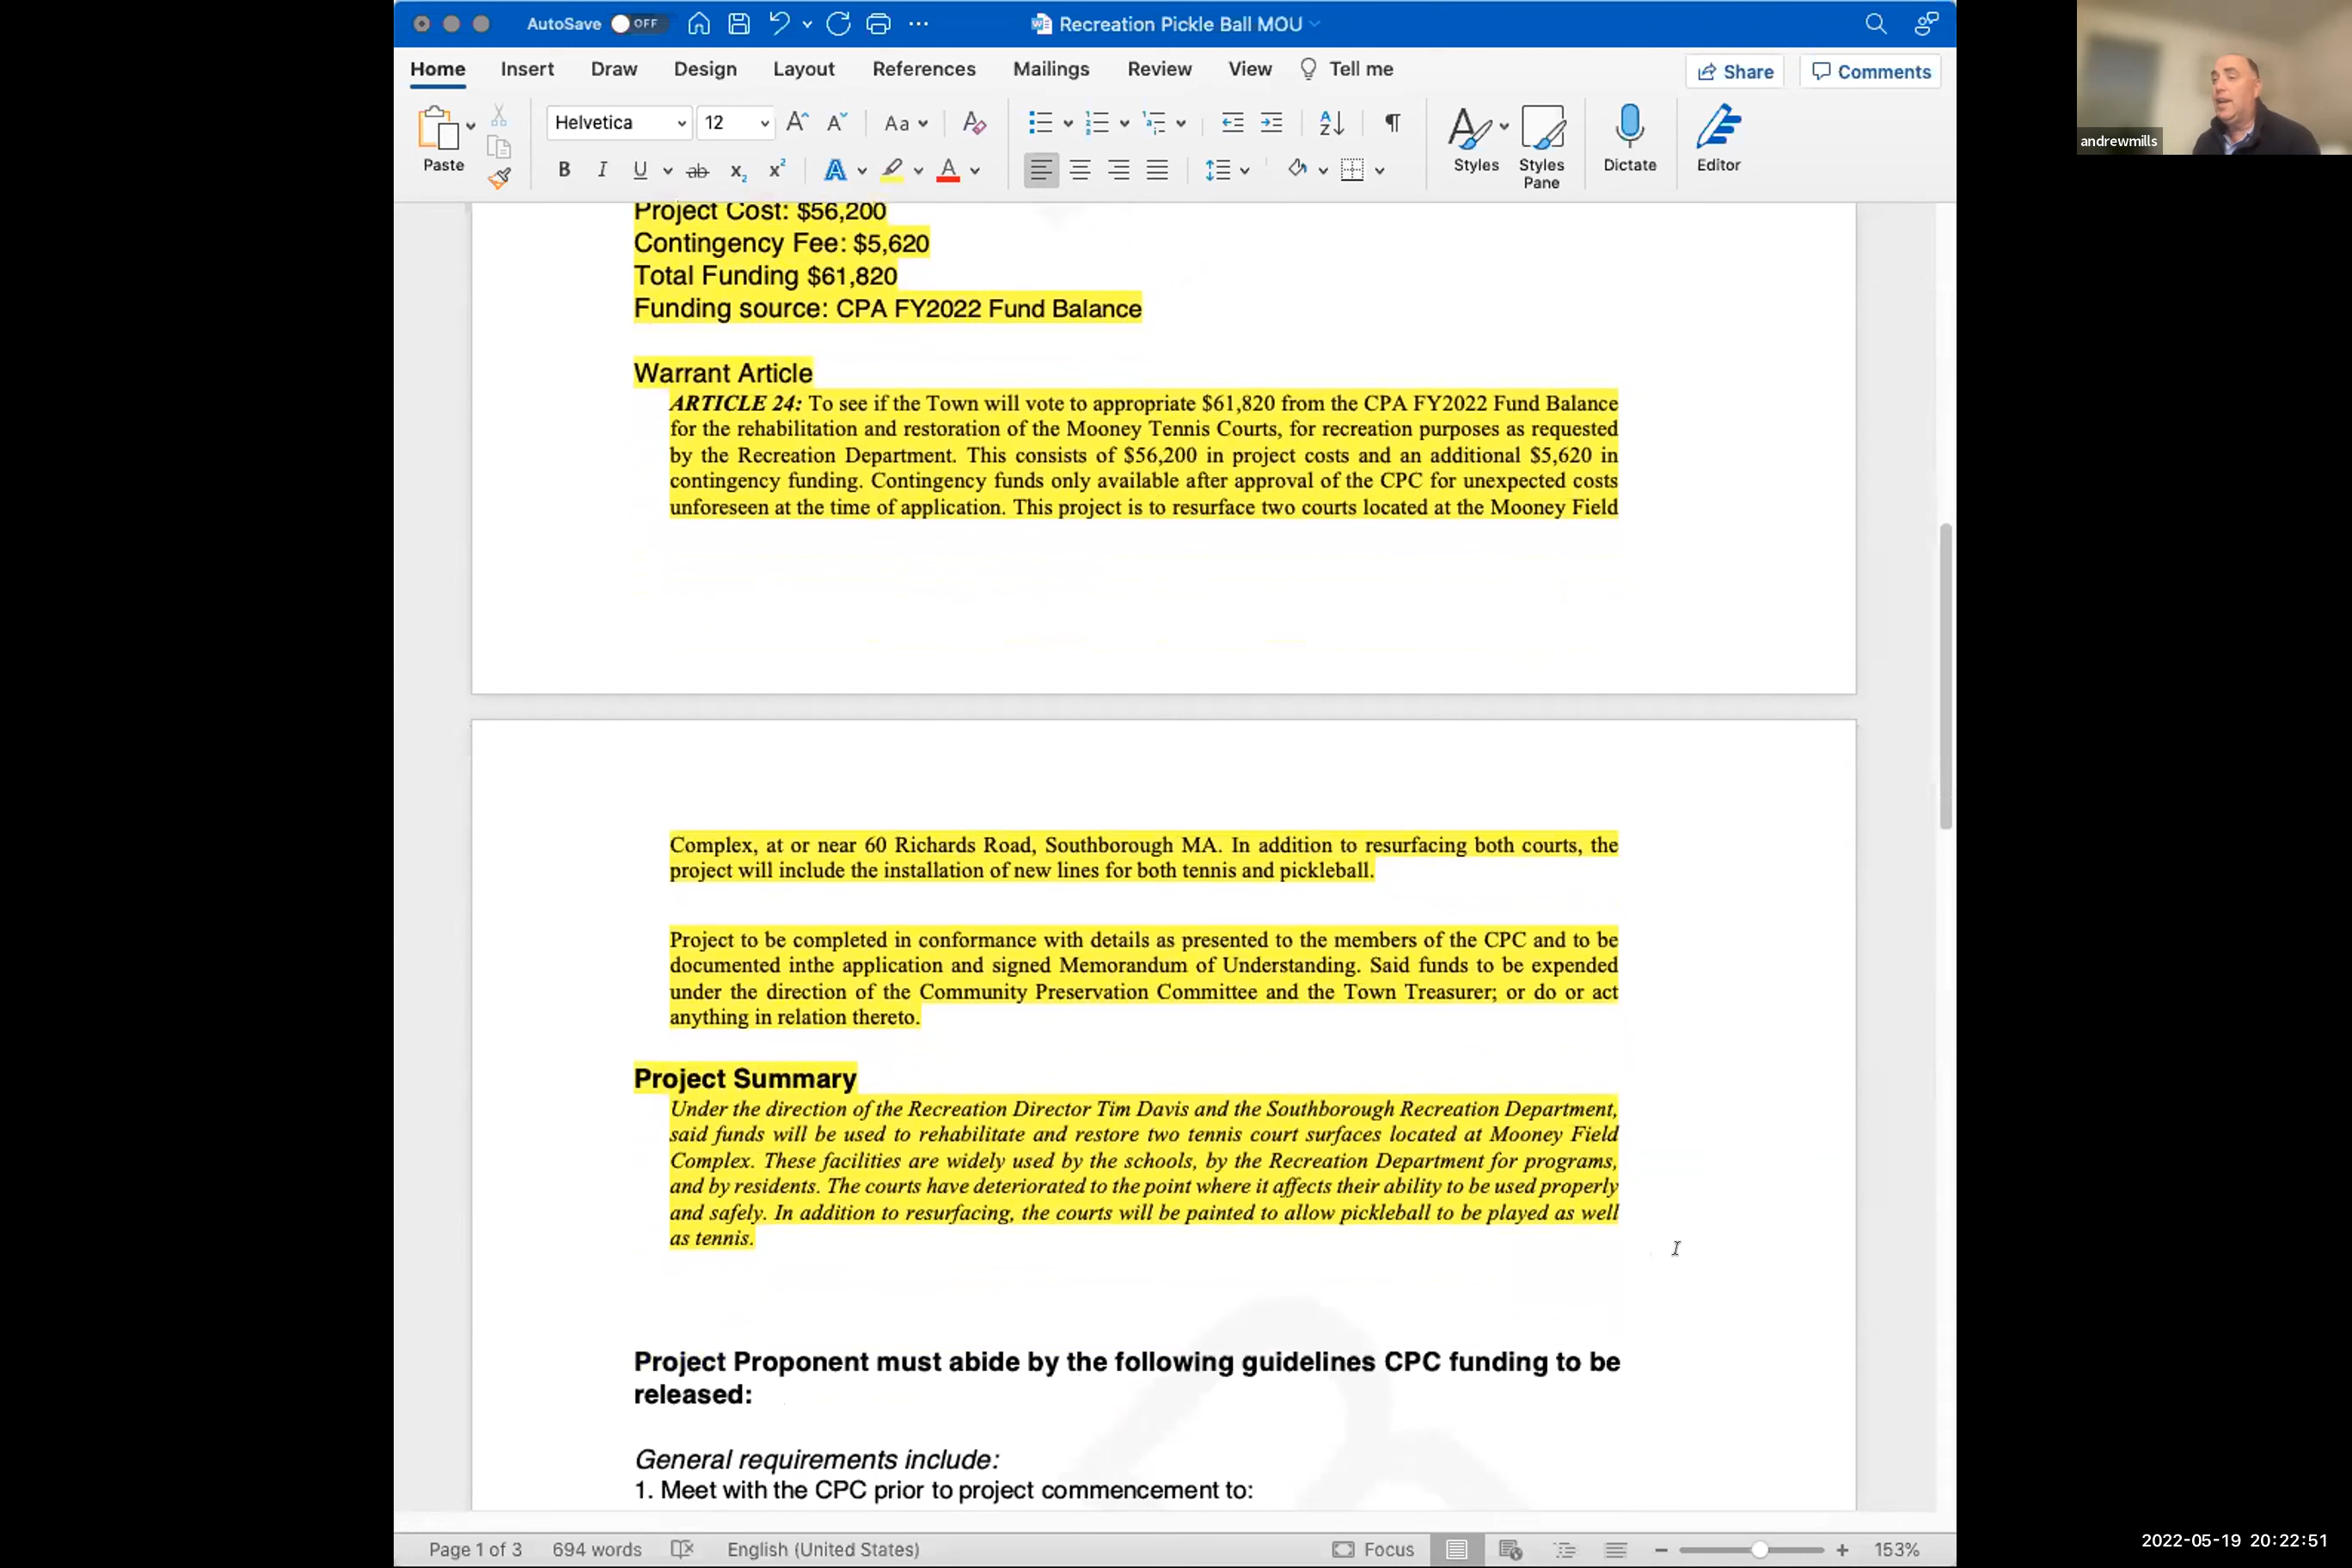 AutoSave OFF Recreation Pickle Ball MOU
Home Insert Draw Design Layout References Mailings Review View Tell me Share Comments
Helvetica 12 Aa
Paste Styles Styles Pane Dictate Editor
andrewmills
Project Cost: $56,200
Contingency Fee: $5,620
Total Funding $61,820
Funding source: CPA FY2022 Fund Balance
Warrant Article
ARTICLE 24: To see if the Town will vote to appropriate $61,820 from the CPA FY2022 Fund Balance
for the rehabilitation and restoration of the Mooney Tennis Courts, for recreation purposes as requested
by the Recreation Department. This consists of $56,200 in project costs and an additional $5,620 in
contingency funding. Contingency funds only available after approval of the CPC for unexpected costs
unforeseen at the time of application. This project is to resurface two courts located at the Mooney Field
Complex, at or near 60 Richards Road, Southborough MA. In addition to resurfacing both courts, the
project will include the installation of new lines for both tennis and pickleball.
Project to be completed in conformance with details as presented to the members of the CPC and to be
documented inthe application and signed Memorandum of Understanding. Said funds to be expended
under the direction of the Community Preservation Committee and the Town Treasurer; or do or act
anything in relation thereto.
Project Summary
Under the direction of the Recreation Director Tim Davis and the Southborough Recreation Department,
said funds will be used to rehabilitate and restore two tennis court surfaces located at Mooney Field
Complex. These facilities are widely used by the schools, by the Recreation Department for programs,
and by residents. The courts have deteriorated to the point where it affects their ability to be used properly
and safely. In addition to resurfacing, the courts will be painted to allow pickleball to be played as well
as tennis.
Project Proponent must abide by the following guidelines CPC funding to be
released:
General requirements include:
1. Meet with the CPC prior to project commencement to:
Page 1 of 3 694 words English (United States) Focus 153%
2022-05-19 20:22:51